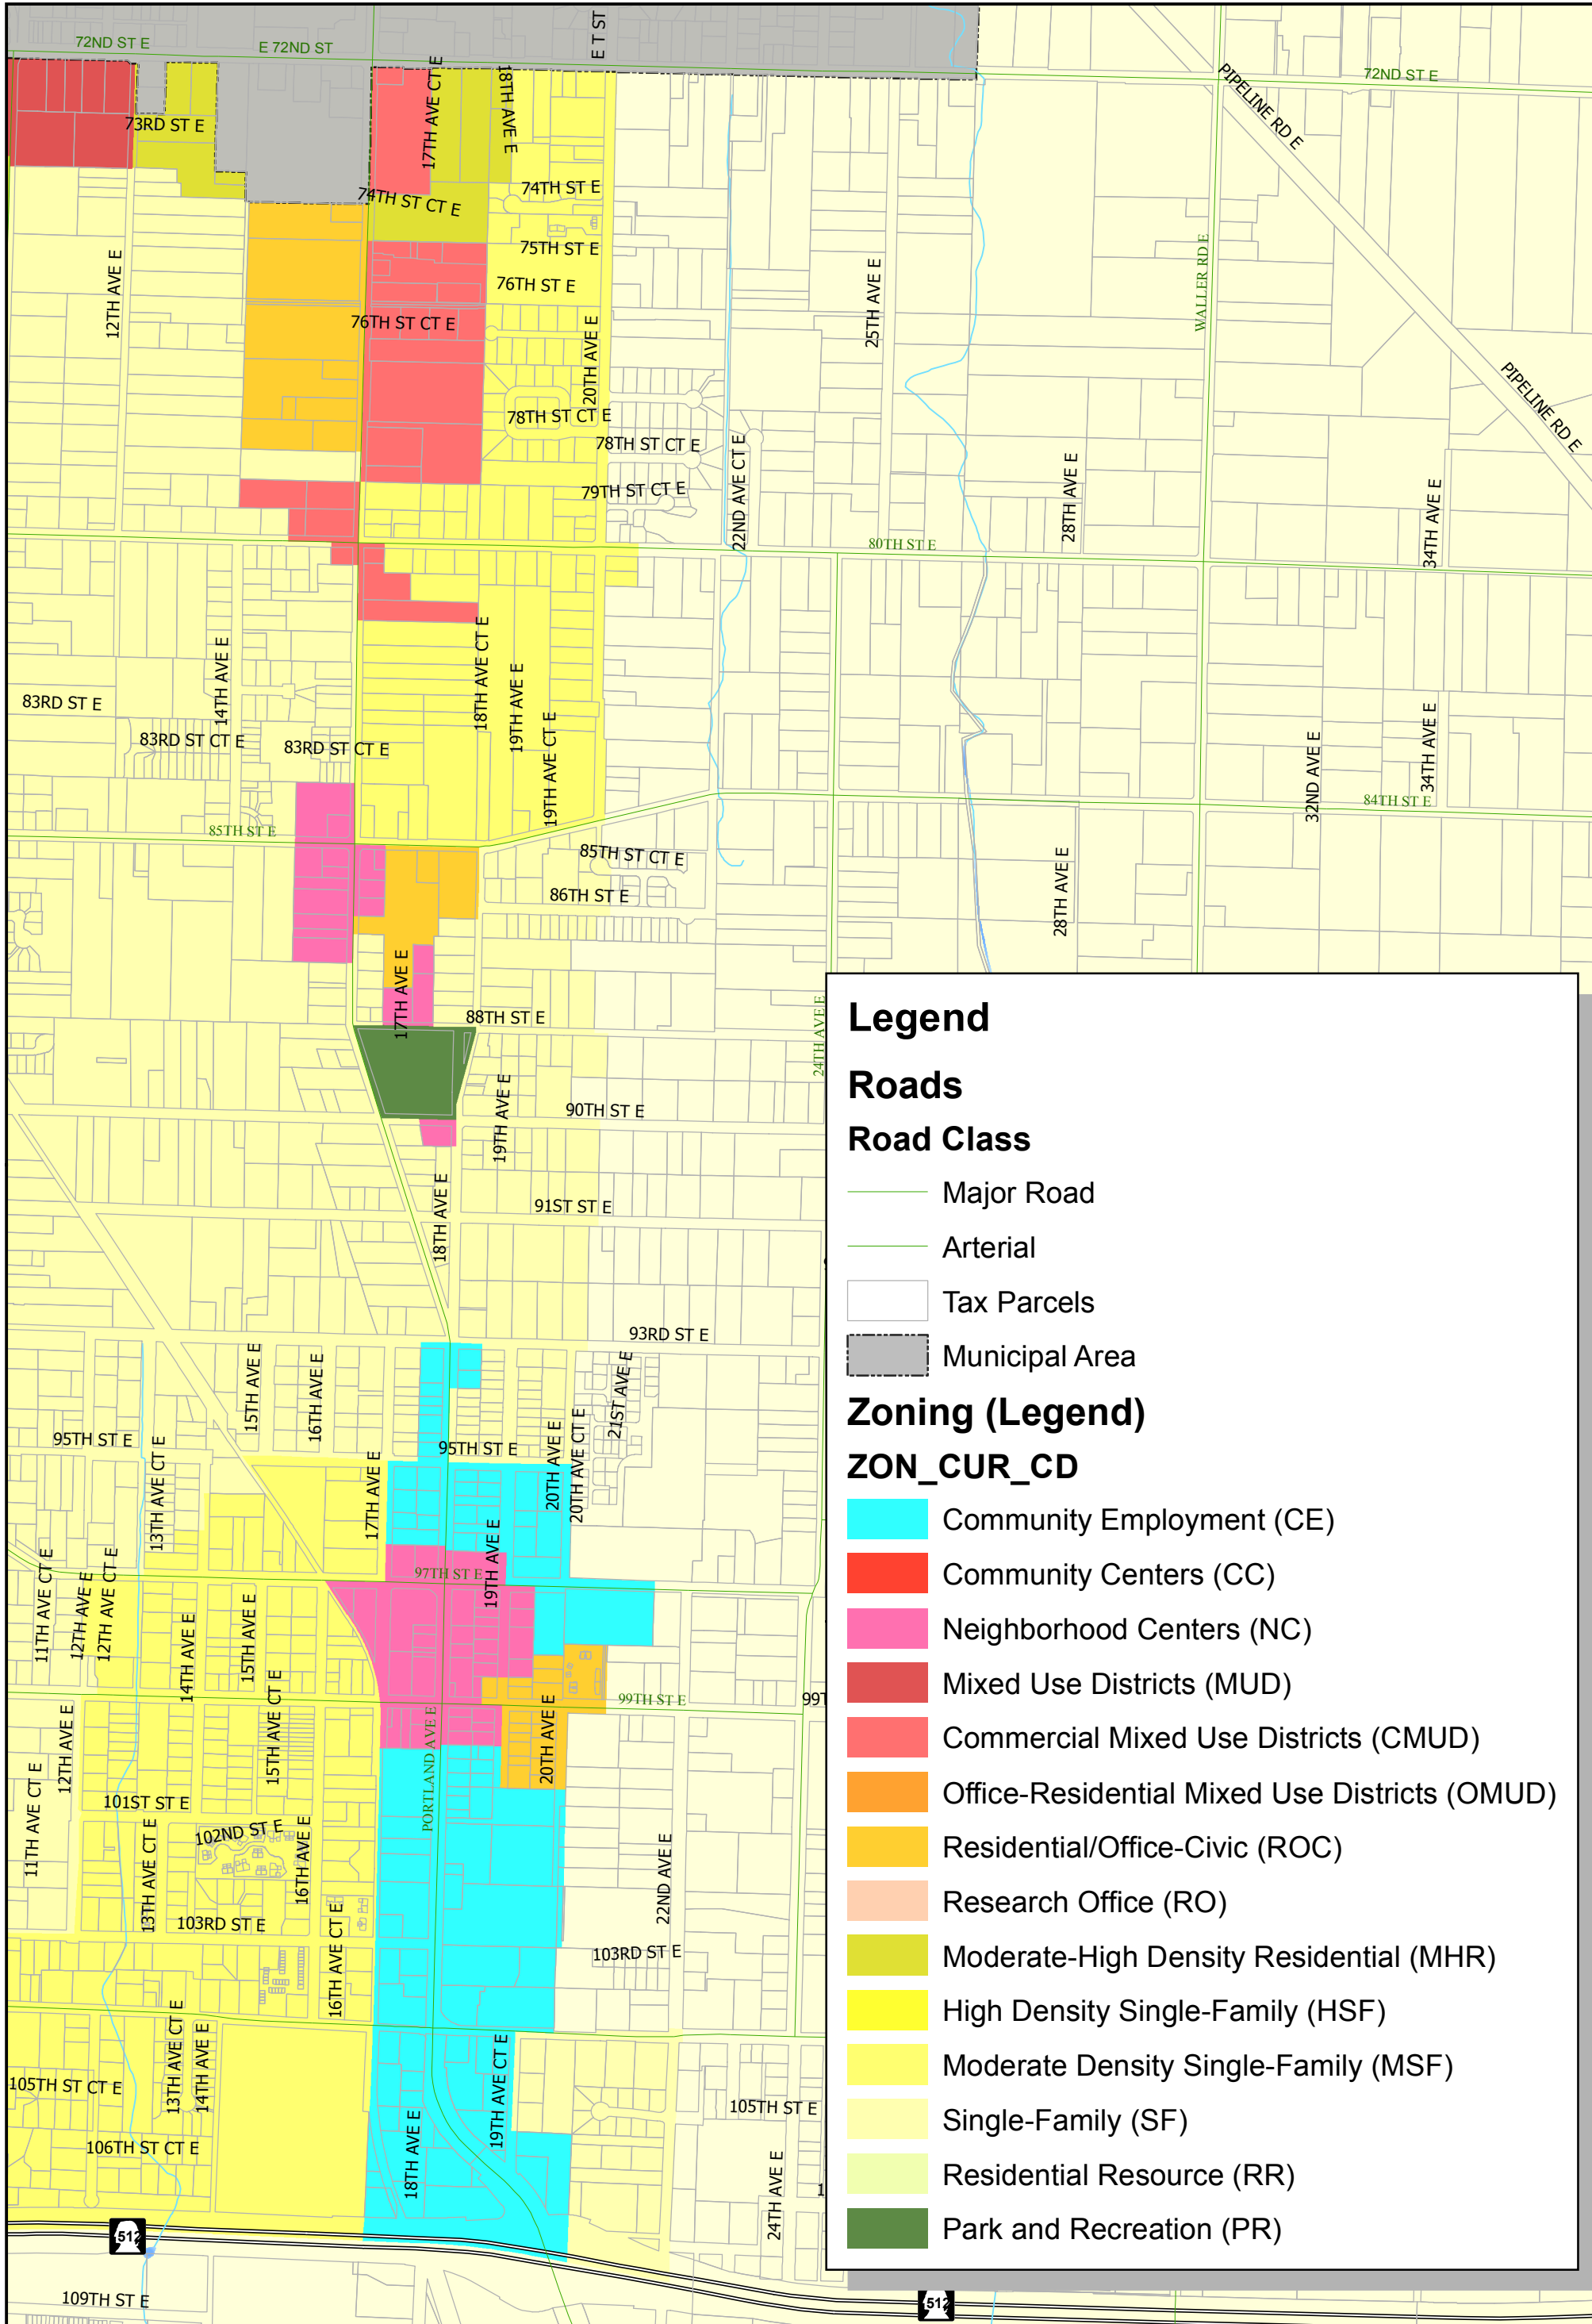 72ND ST E
E 72ND ST
E T ST
72ND ST E
PIPELINE RD E
17TH AVE CT E
18TH AVE E
73RD ST E
74TH ST E
74TH ST CT E
75TH ST E
76TH ST E
WALLER RD E
12TH AVE E
25TH AVE E
76TH ST CT E
20TH AVE E
PIPELINE RD E
78TH ST CT E
78TH ST CT E
79TH ST CT E
22ND AVE CT E
28TH AVE E
34TH AVE E
80TH ST E
14TH AVE E
18TH AVE CT E
19TH AVE E
19TH AVE CT E
83RD ST E
83RD ST CT E
83RD ST CT E
32ND AVE E
34TH AVE E
84TH ST E
85TH ST E
85TH ST CT E
86TH ST E
28TH AVE E
17TH AVE E
88TH ST E
24TH AVE E
19TH AVE E
90TH ST E
18TH AVE E
91ST ST E
93RD ST E
15TH AVE E
16TH AVE E
21ST AVE E
95TH ST E
13TH AVE CT E
17TH AVE E
95TH ST E
20TH AVE E
20TH AVE CT E
11TH AVE CT E
12TH AVE E
12TH AVE CT E
97TH ST E
19TH AVE E
14TH AVE E
15TH AVE E
15TH AVE CT E
99TH ST E
99T
12TH AVE E
11TH AVE CT E
PORTLAND AVE E
20TH AVE E
101ST ST E
102ND ST E
13TH AVE CT E
16TH AVE E
22ND AVE E
103RD ST E
16TH AVE CT E
103RD ST E
13TH AVE CT E
14TH AVE E
19TH AVE CT E
105TH ST CT E
105TH ST E
106TH ST CT E
18TH AVE E
24TH AVE E
1
512
109TH ST E
512
Legend
Roads
Road Class
Major Road
Arterial
Tax Parcels
Municipal Area
Zoning (Legend)
ZON_CUR_CD
Community Employment (CE)
Community Centers (CC)
Neighborhood Centers (NC)
Mixed Use Districts (MUD)
Commercial Mixed Use Districts (CMUD)
Office-Residential Mixed Use Districts (OMUD)
Residential/Office-Civic (ROC)
Research Office (RO)
Moderate-High Density Residential (MHR)
High Density Single-Family (HSF)
Moderate Density Single-Family (MSF)
Single-Family (SF)
Residential Resource (RR)
Park and Recreation (PR)